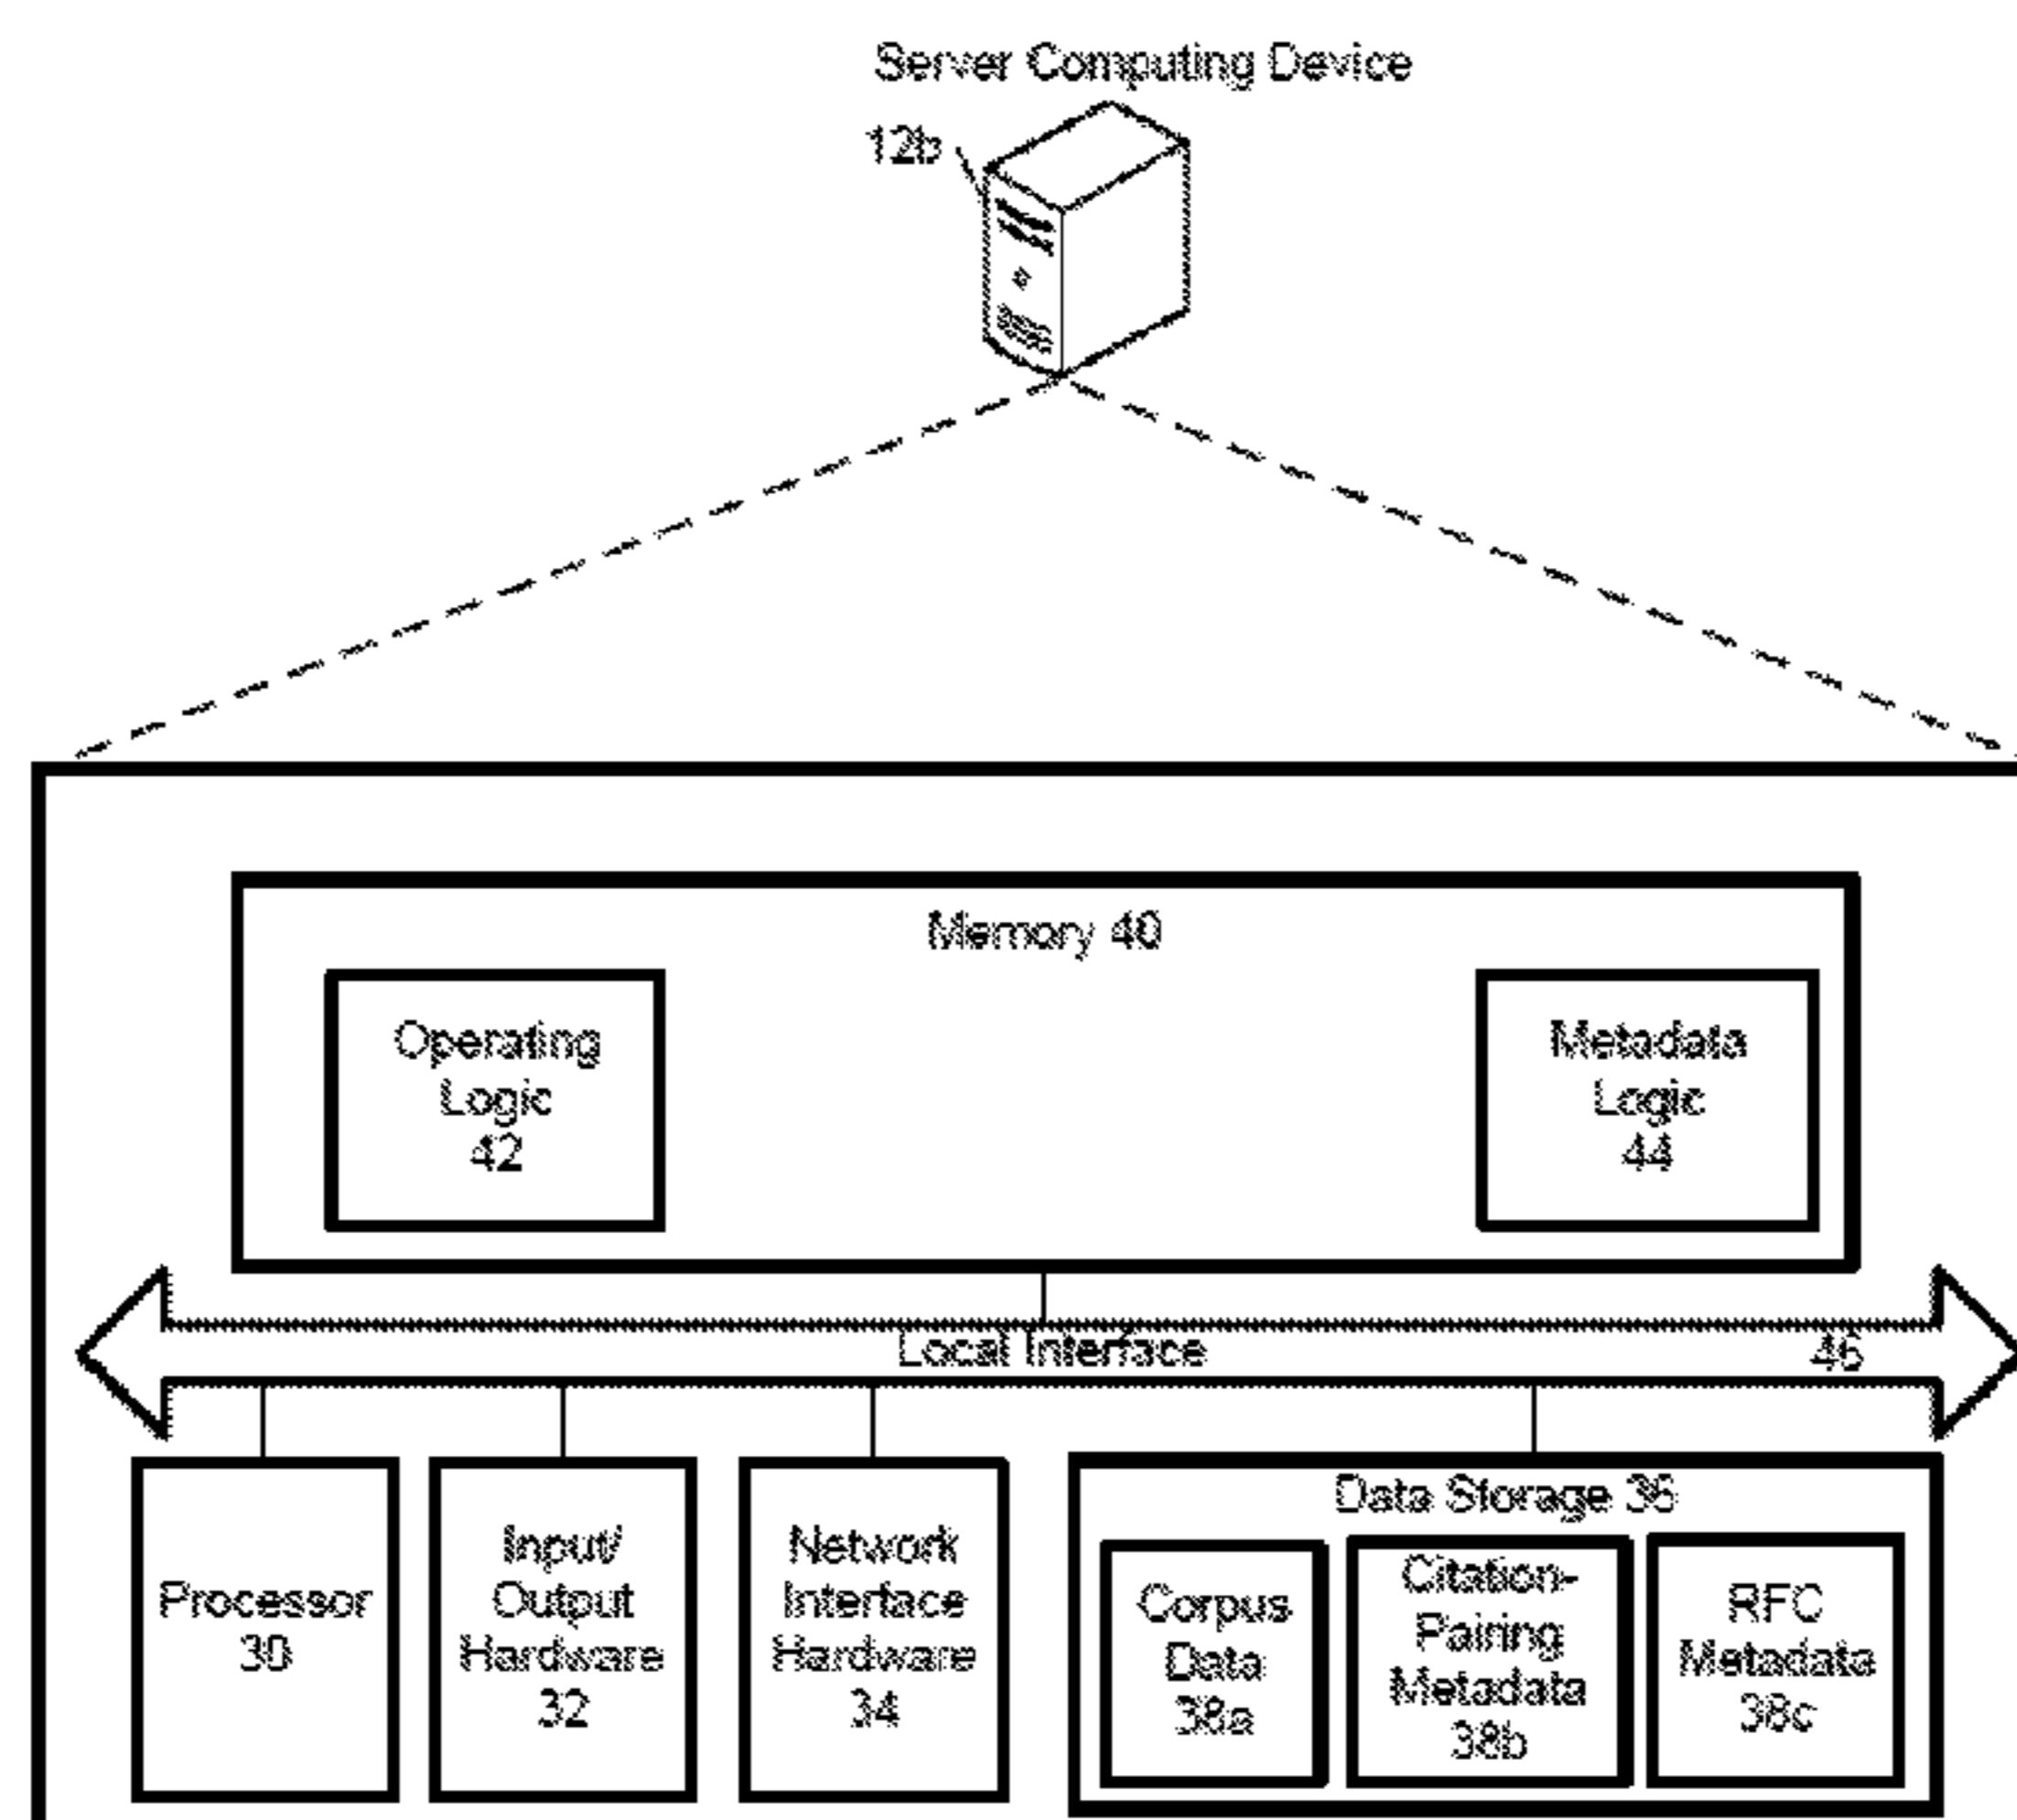 Server Computing Device
12b
Memory 40
Operating
Logic
42
Metadata
Logic
44
Local Interface 46
Processor
30
Input/
Output
Hardware
32
Network
Interface
Hardware
34
Data Storage 36
Corpus
Data
38a
Citation-
Pairing
Metadata
38b
RFC
Metadata
38c